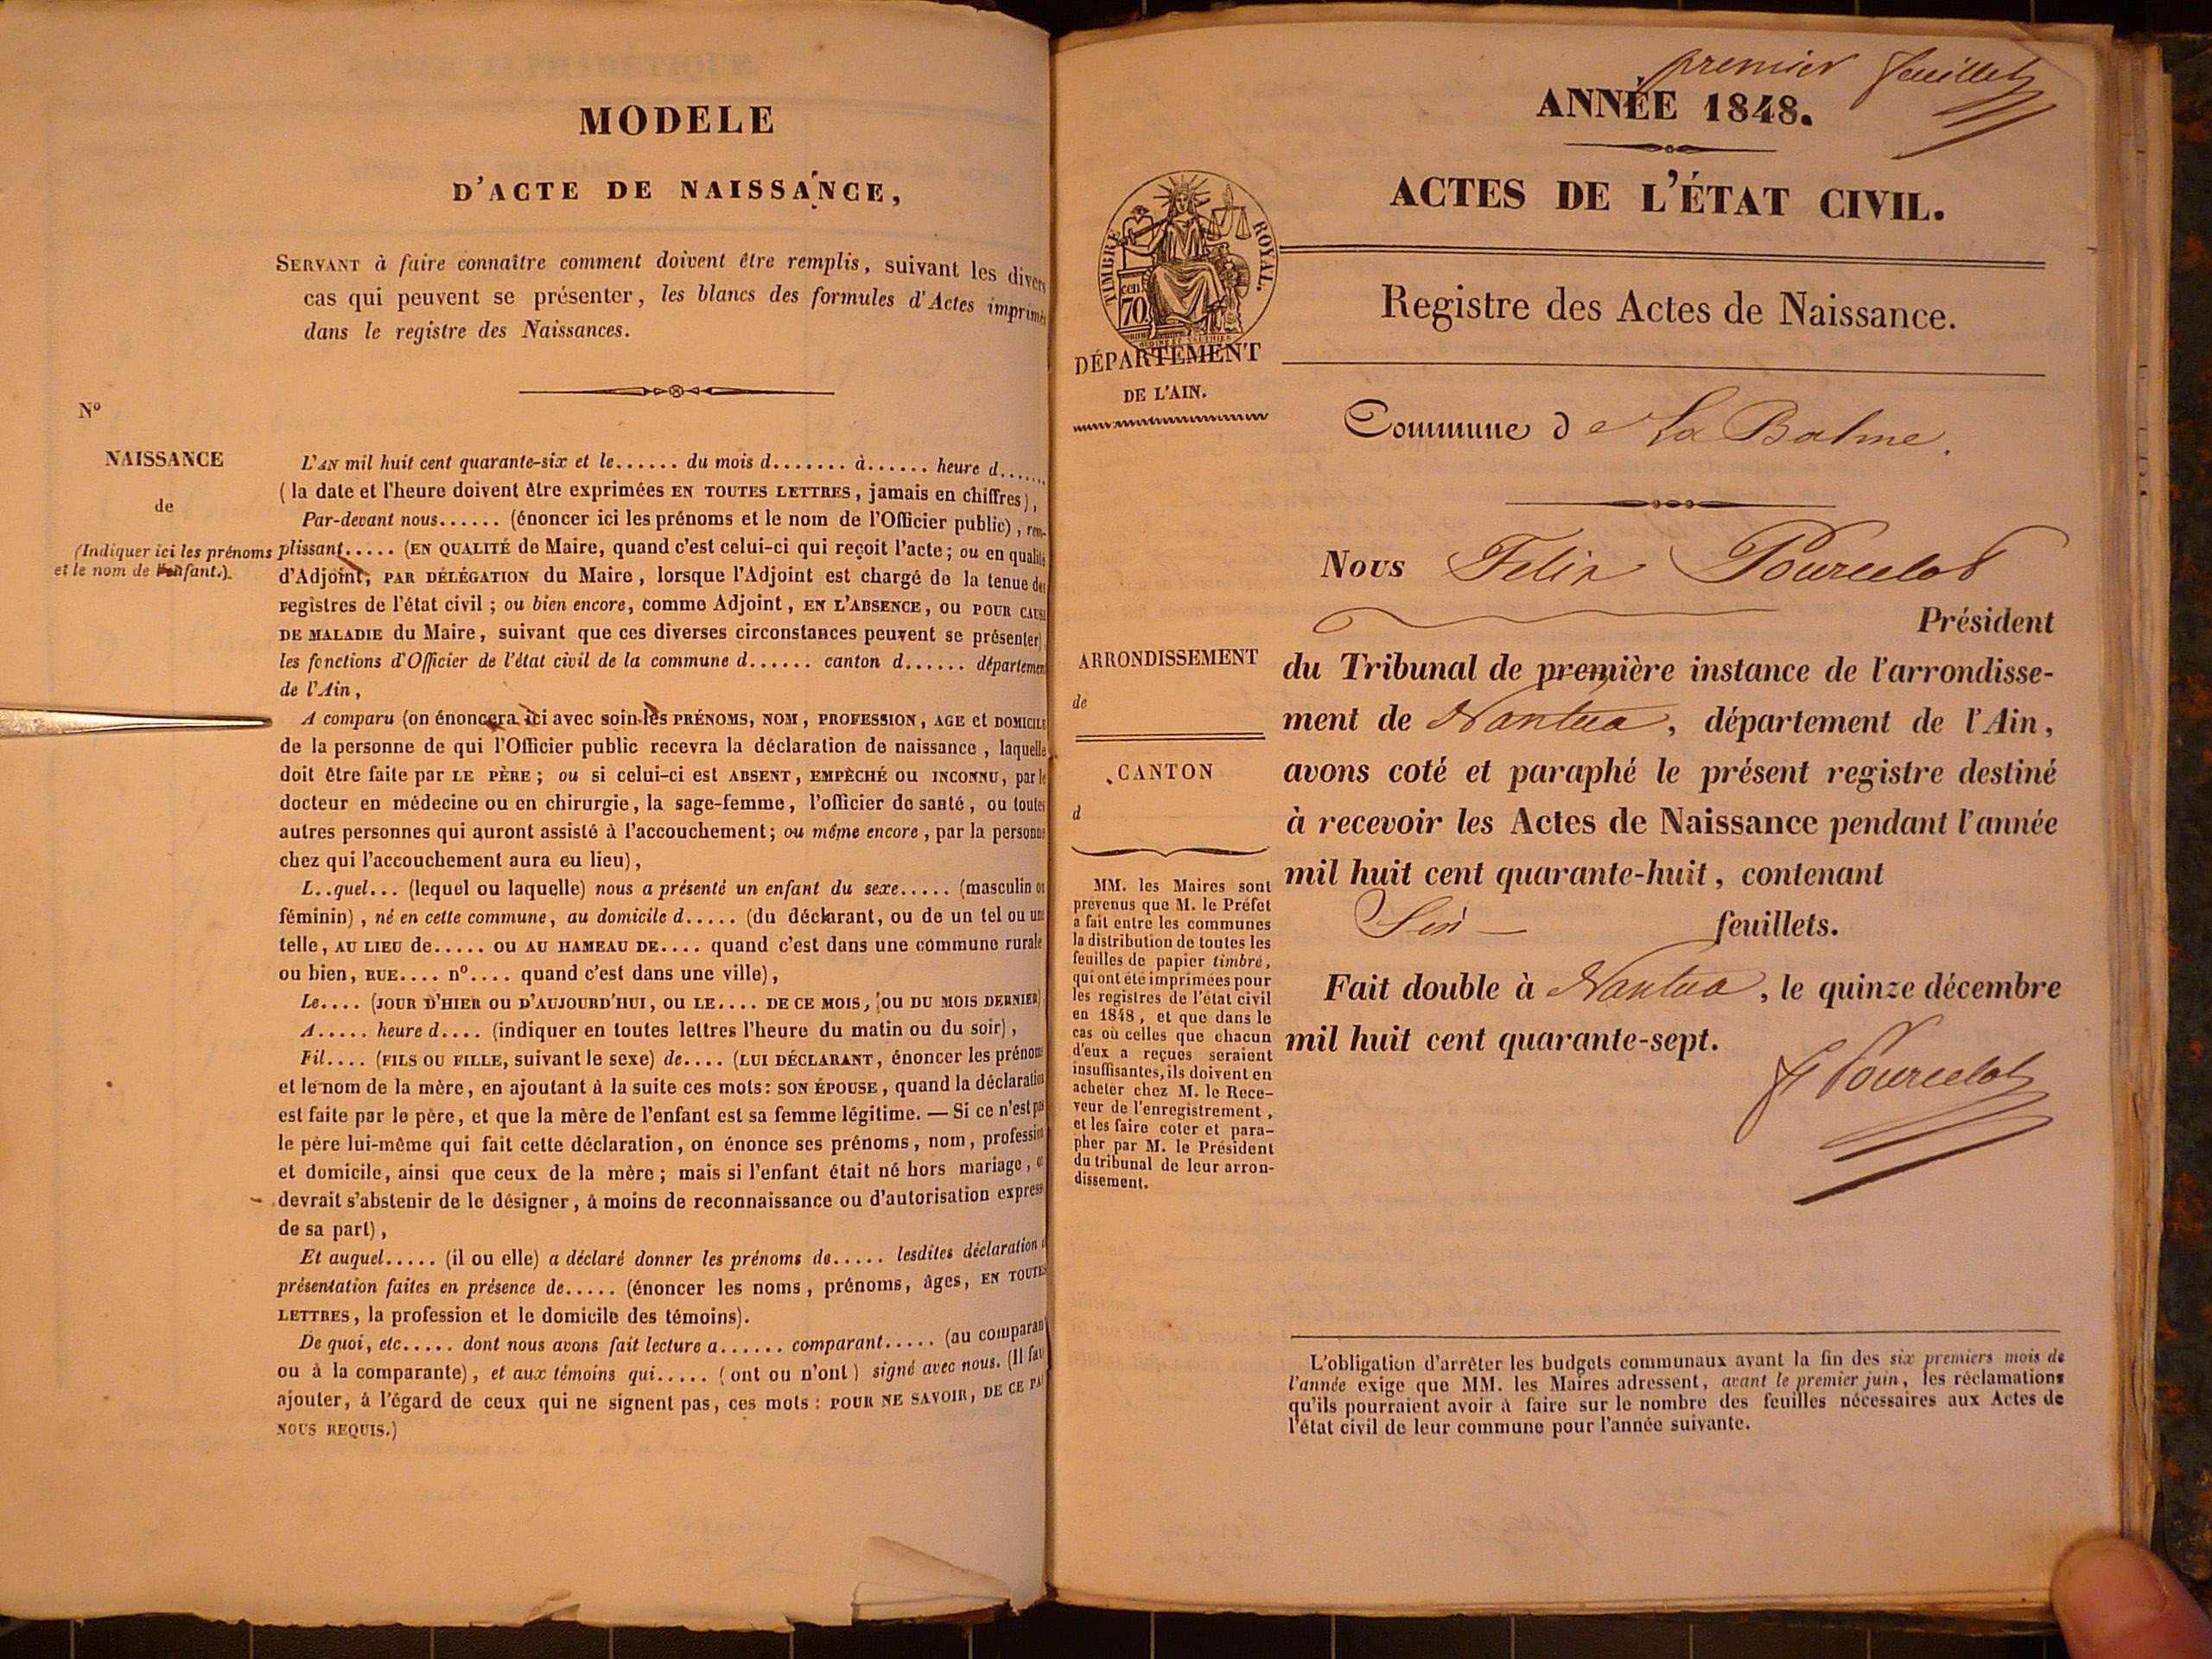 MODELE
D'ACTE DE NAISSANCE,
SERVANT à faire connaître comment doivent être remplis, suivant les divers
cas qui peuvent se présenter, les blancs des formules d'Actes imprimés
dans le registre des Naissances.
No
NAISSANCE
de
(Indiquer ici les prénoms
et le nom de l'enfant.)
L'AN mil huit cent quarante-six et le...... du mois d....... à...... heure d......
( la date et l'heure doivent être exprimées EN TOUTES LETTRES, jamais en chiffres),
Par-devant nous...... (énoncer ici les prénoms et le nom de l'Officier public), rem-
plissant..... (EN QUALITÉ de Maire, quand c'est celui-ci qui reçoit l'acte; ou en qualité
d'Adjoint, PAR DÉLÉGATION du Maire, lorsque l'Adjoint est chargé de la tenue des
registres de l'état civil; ou bien encore, comme Adjoint, EN L'ABSENCE, ou POUR CAUSE
DE MALADIE du Maire, suivant que ces diverses circonstances peuvent se présenter)
les fonctions d'Officier de l'état civil de la commune d...... canton d...... département
de l'Ain,
A comparu (on énoncera ici avec soin les PRÉNOMS, NOM, PROFESSION, AGE et DOMICILE
de la personne de qui l'Officier public recevra la déclaration de naissance, laquelle
doit être faite par LE PÈRE; ou si celui-ci est ABSENT, EMPÊCHÉ ou INCONNU, par le
docteur en médecine ou en chirurgie, la sage-femme, l'officier de santé, ou toutes
autres personnes qui auront assisté à l'accouchement; ou même encore, par la personne
chez qui l'accouchement aura eu lieu),
L..quel... (lequel ou laquelle) nous a présenté un enfant du sexe..... (masculin ou
féminin), né en cette commune, au domicile d..... (du déclarant, ou de un tel ou une
telle, AU LIEU de..... ou AU HAMEAU DE.... quand c'est dans une commune rurale
ou bien, RUE.... no.... quand c'est dans une ville),
Le.... (JOUR D'HIER OU D'AUJOURD'HUI, OU LE.... DE CE MOIS, OU DU MOIS DERNIER)
A..... heure d.... (indiquer en toutes lettres l'heure du matin ou du soir),
Fil.... (FILS OU FILLE, suivant le sexe) de.... (LUI DÉCLARANT, énoncer les prénoms
et le nom de la mère, en ajoutant à la suite ces mots: SON ÉPOUSE, quand la déclaration
est faite par le père, et que la mère de l'enfant est sa femme légitime. — Si ce n'est pas
le père lui-même qui fait cette déclaration, on énonce ses prénoms, nom, profession
et domicile, ainsi que ceux de la mère; mais si l'enfant était né hors mariage, on
devrait s'abstenir de le désigner, à moins de reconnaissance ou d'autorisation expresse
de sa part),
Et auquel..... (il ou elle) a déclaré donner les prénoms de..... lesdites déclaration et
présentation faites en présence de..... (énoncer les noms, prénoms, âges, EN TOUTES
LETTRES, la profession et le domicile des témoins).
De quoi, etc..... dont nous avons fait lecture a...... comparant..... (au comparant
ou à la comparante), et aux témoins qui..... (ont ou n'ont) signé avec nous. (Il faut
ajouter, à l'égard de ceux qui ne signent pas, ces mots: POUR NE SAVOIR, DE CE PAR
NOUS REQUIS.)
premier feuillet
ANNÉE 1848.
ACTES DE L'ÉTAT CIVIL.
TIMBRE ROYAL.
cen
70
Registre des Actes de Naissance.
DÉPARTEMENT
DE L'AIN.
Commune de La Balme.
Nous Felix Pourcelot
Président
du Tribunal de première instance de l'arrondisse-
ment de Nantua, département de l'Ain,
avons coté et paraphé le présent registre destiné
à recevoir les Actes de Naissance pendant l'année
mil huit cent quarante-huit, contenant
Six feuillets.
Fait double à Nantua, le quinze décembre
mil huit cent quarante-sept.
F Pourcelot
ARRONDISSEMENT
de
CANTON
d
MM. les Maires sont
prévenus que M. le Préfet
a fait entre les communes
la distribution de toutes les
feuilles de papier timbré,
qui ont été imprimées pour
les registres de l'état civil
en 1848, et que dans le
cas où celles que chacun
d'eux a reçues seraient
insuffisantes, ils doivent en
acheter chez M. le Rece-
veur de l'enregistrement,
et les faire coter et para-
pher par M. le Président
du tribunal de leur arron-
dissement.
L'obligation d'arrêter les budgets communaux avant la fin des six premiers mois de
l'année exige que MM. les Maires adressent, avant le premier juin, les réclamations
qu'ils pourraient avoir à faire sur le nombre des feuilles nécessaires aux Actes de
l'état civil de leur commune pour l'année suivante.